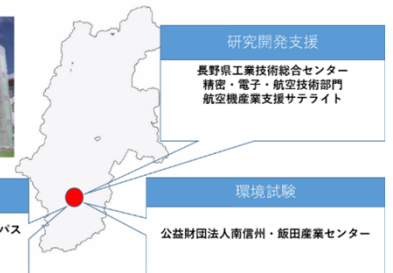 研究開発支援
長野県工業技術総合センター
精密・電子・航空技術部門
航空機産業支援サテライト
環境試験
パス
公益財団法人南信州・飯田産業センター